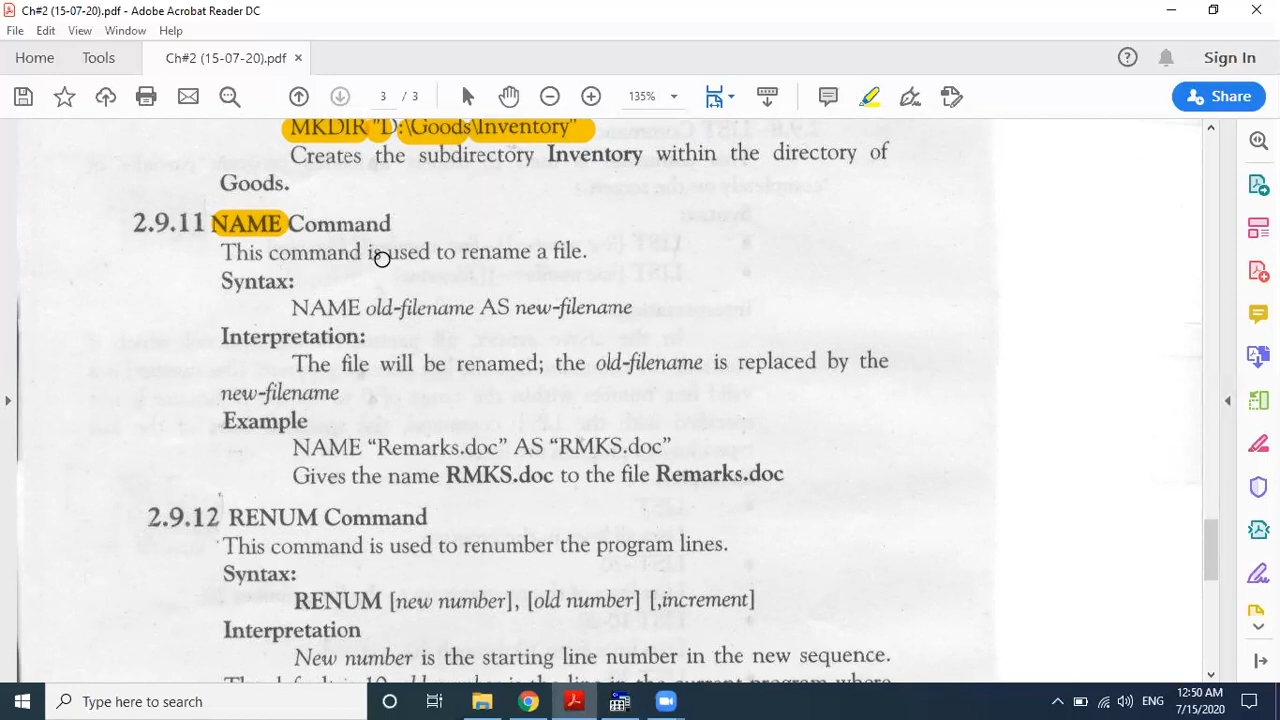 Ch#2 (15-07-20).pdf - Adobe Acrobat Reader DC
File Edit View Window Help
Home Tools Ch#2 (15-07-20).pdf × Sign In
3 / 3 135% Share
MKDIR "D:\Goods\Inventory"
Creates the subdirectory Inventory within the directory of
Goods.
2.9.11 NAME Command
This command is used to rename a file.
Syntax:
NAME old-filename AS new-filename
Interpretation:
The file will be renamed; the old-filename is replaced by the
new-filename
Example
NAME “Remarks.doc” AS “RMKS.doc”
Gives the name RMKS.doc to the file Remarks.doc
2.9.12 RENUM Command
This command is used to renumber the program lines.
Syntax:
RENUM [new number], [old number] [,increment]
Interpretation
New number is the starting line number in the new sequence.
Type here to search
ENG
12:50 AM
7/15/2020